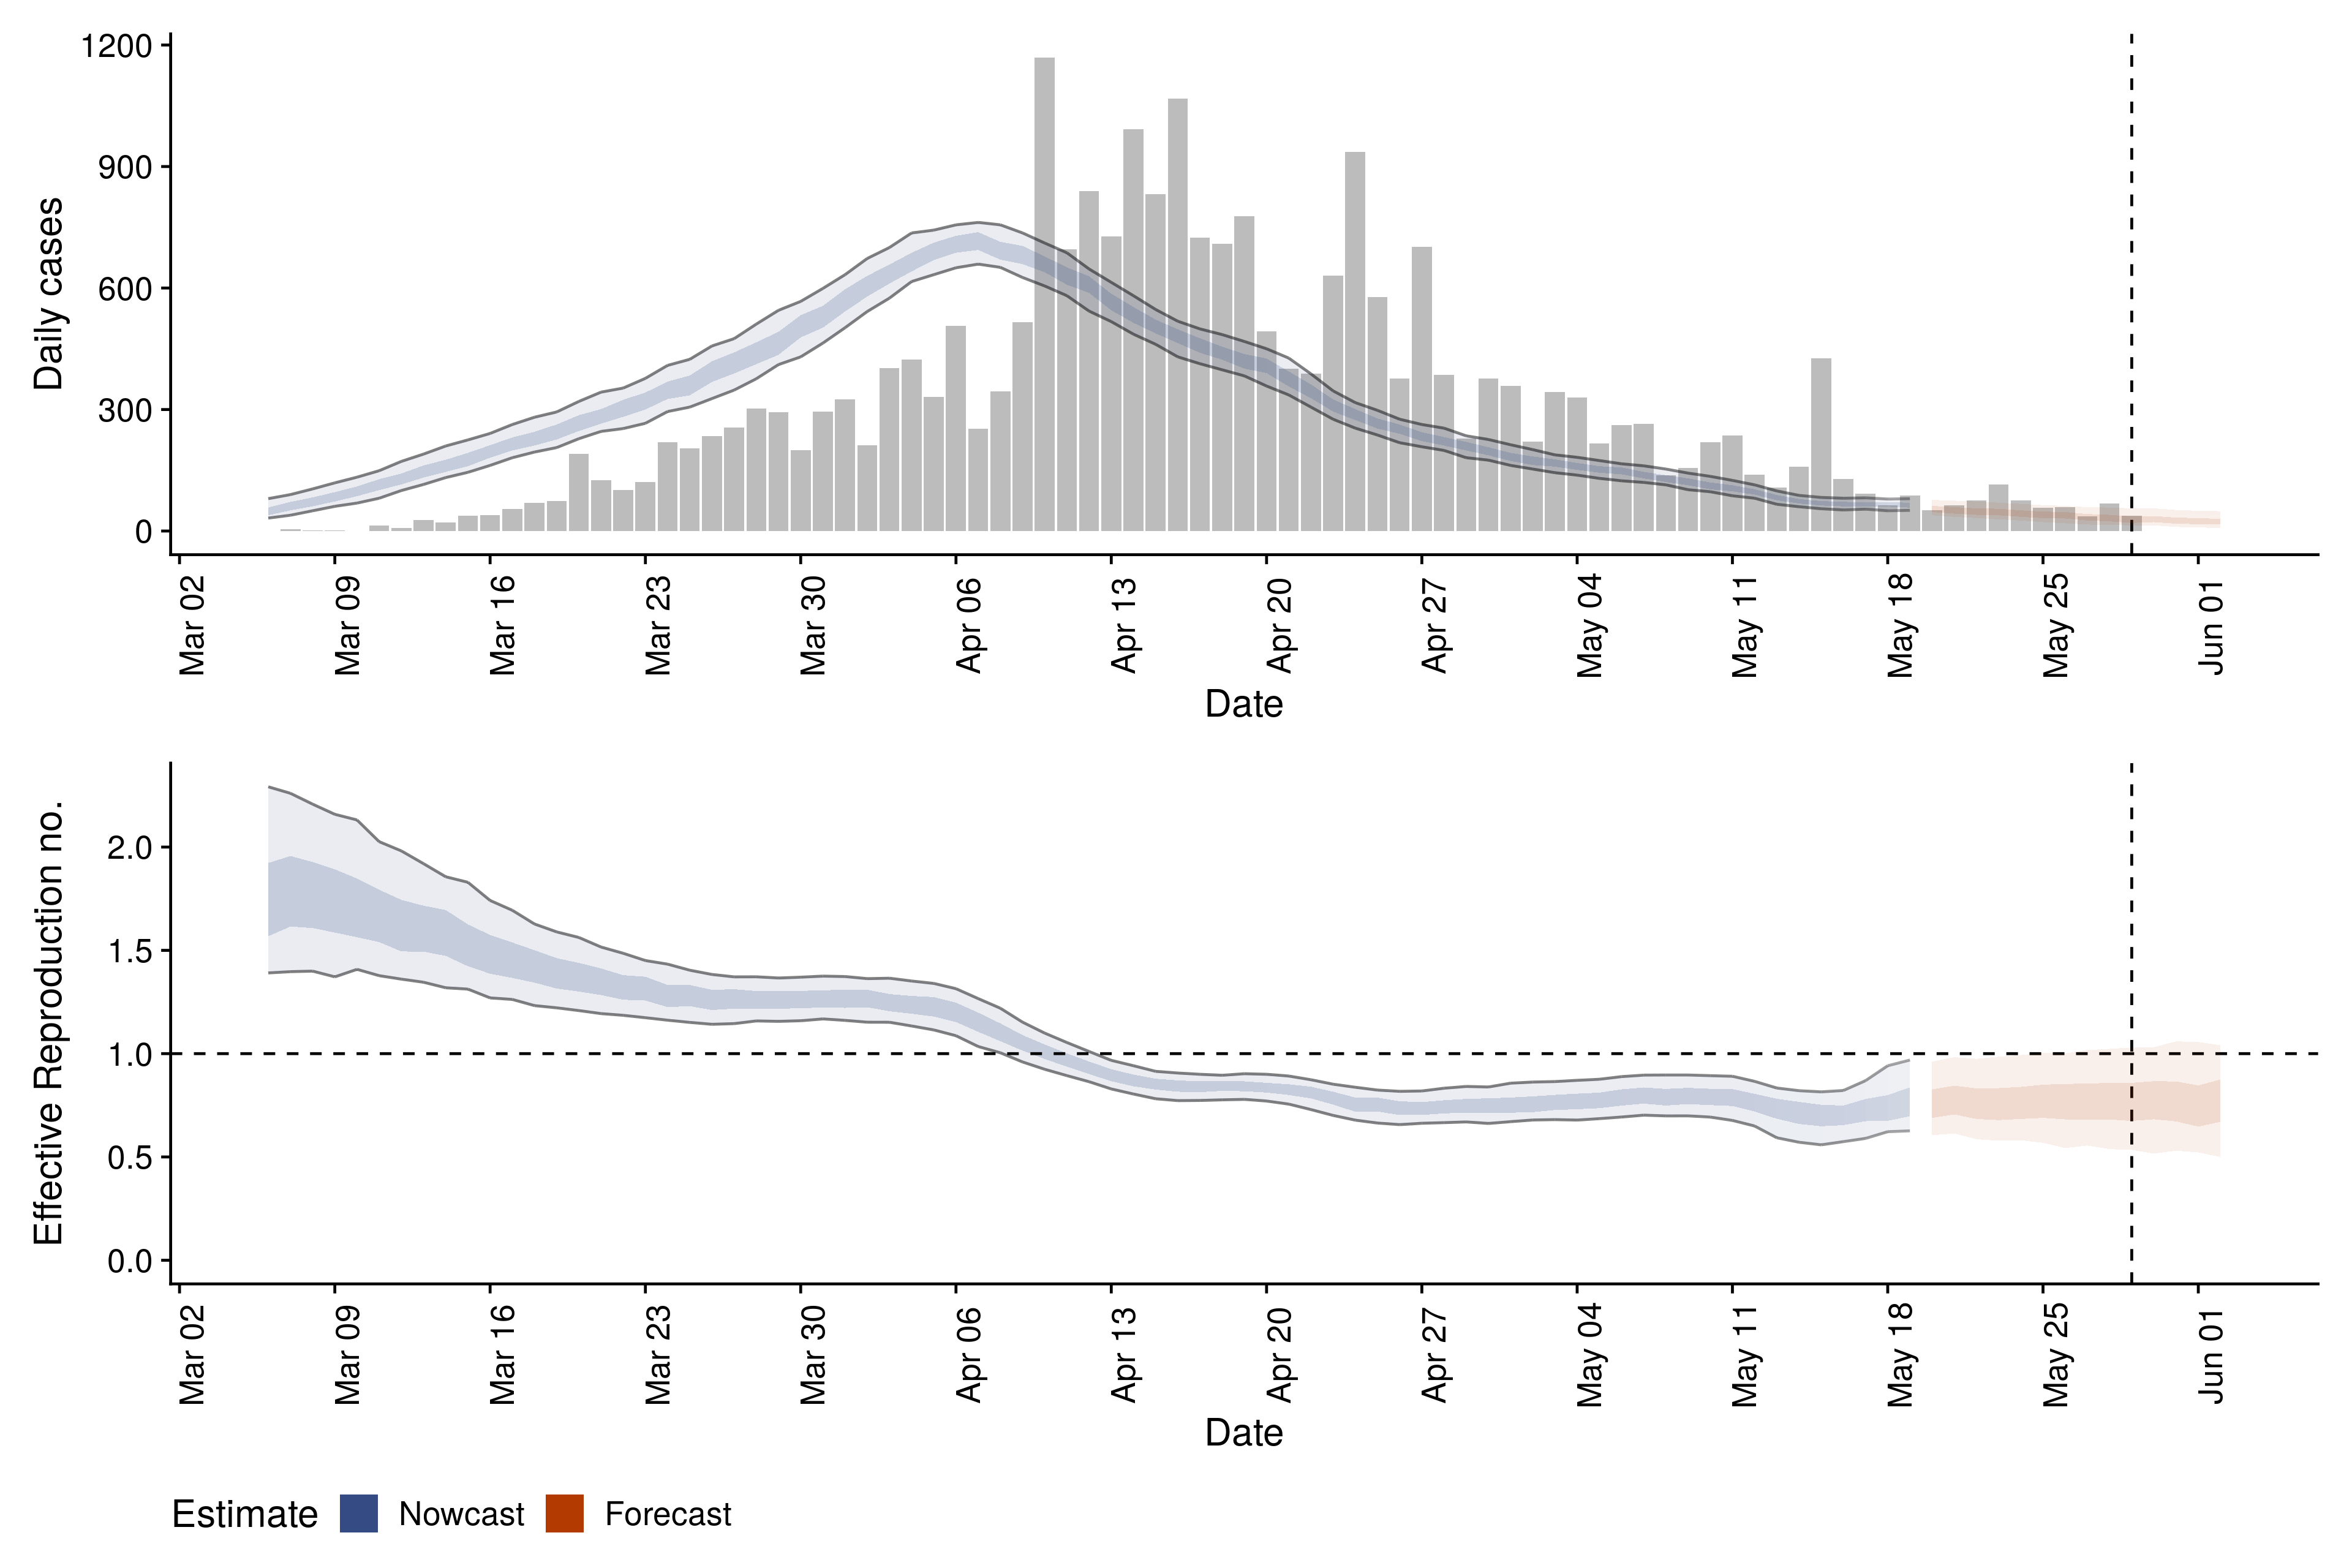 Daily cases
1200
900
600
300
0
Mar 02
Mar 09
Mar 16
Mar 23
Mar 30
Apr 06
Apr 13
Apr 20
Apr 27
May 04
May 11
May 18
May 25
Jun 01
Date
Effective Reproduction no.
2.0
1.5
1.0
0.5
0.0
Mar 02
Mar 09
Mar 16
Mar 23
Mar 30
Apr 06
Apr 13
Apr 20
Apr 27
May 04
May 11
May 18
May 25
Jun 01
Date
Estimate Nowcast Forecast